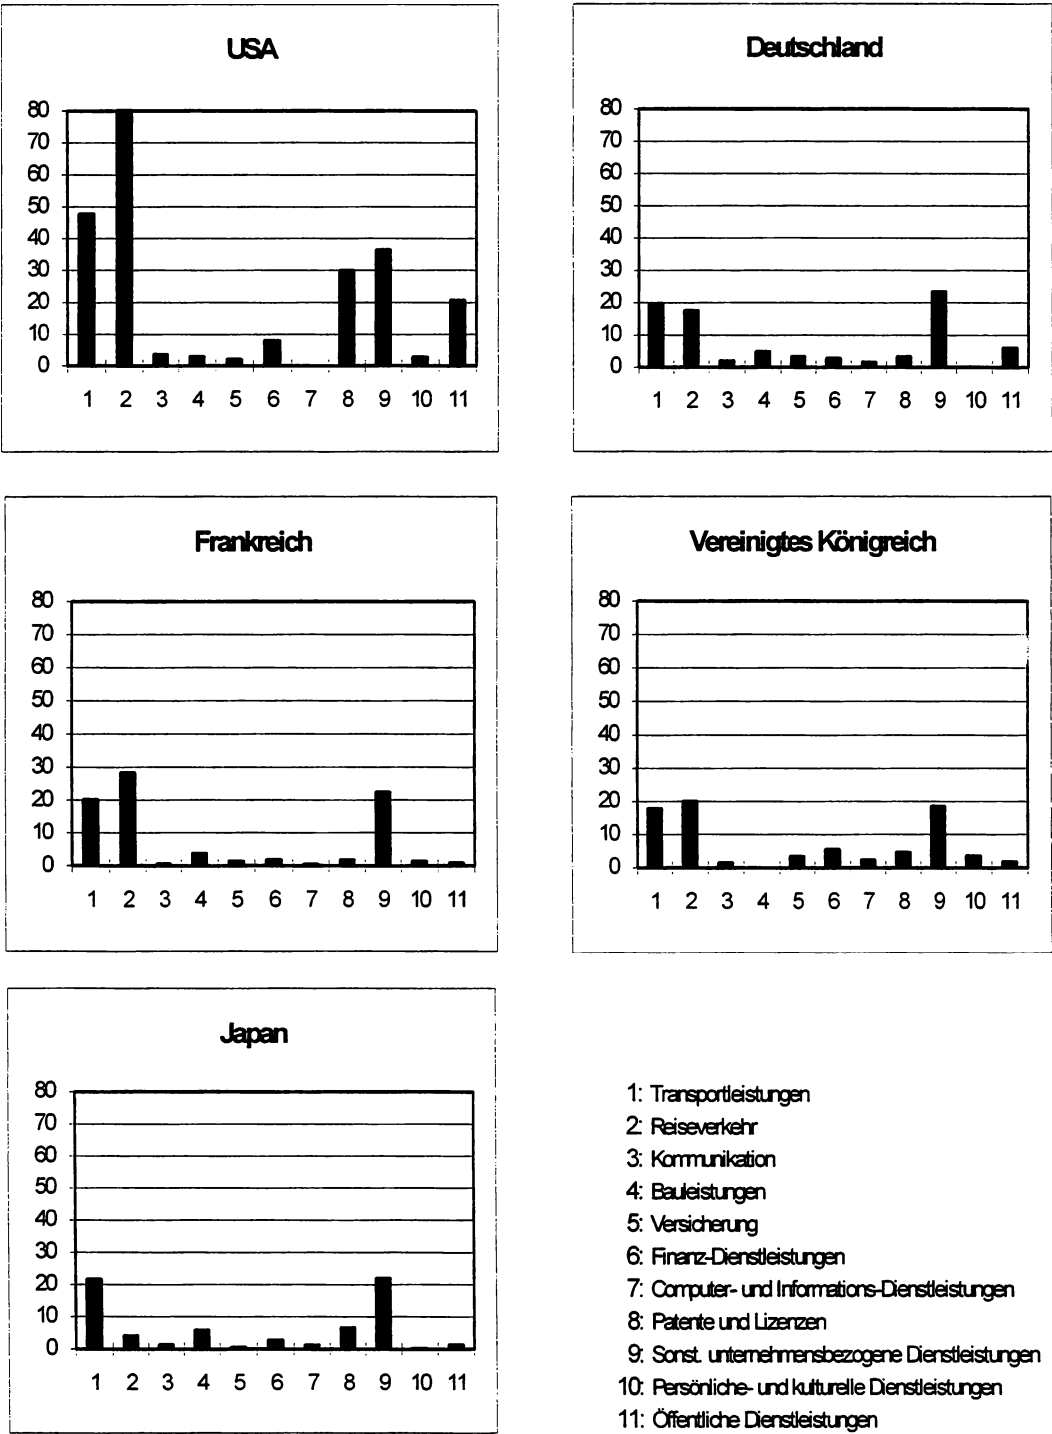 USA
80
70
60
50
40
30
20
10
0
1 2 3 4 5 6 7 8 9 10 11
Deutschland
80
70
60
50
40
30
20
10
0
1 2 3 4 5 6 7 8 9 10 11
Frankreich
80
70
60
50
40
30
20
10
0
1 2 3 4 5 6 7 8 9 10 11
Vereinigtes Königreich
80
70
60
50
40
30
20
10
0
1 2 3 4 5 6 7 8 9 10 11
Japan
80
70
60
50
40
30
20
10
0
1 2 3 4 5 6 7 8 9 10 11
1: Transportleistungen
2: Reiseverkehr
3: Kommunikation
4: Bauleistungen
5: Versicherung
6: Finanz-Dienstleistungen
7: Computer- und Informations-Dienstleistungen
8: Patente und Lizenzen
9: Sonst. unternehmensbezogene Dienstleistungen
10: Persönliche- und kulturelle Dienstleistungen
11: Öffentliche Dienstleistungen